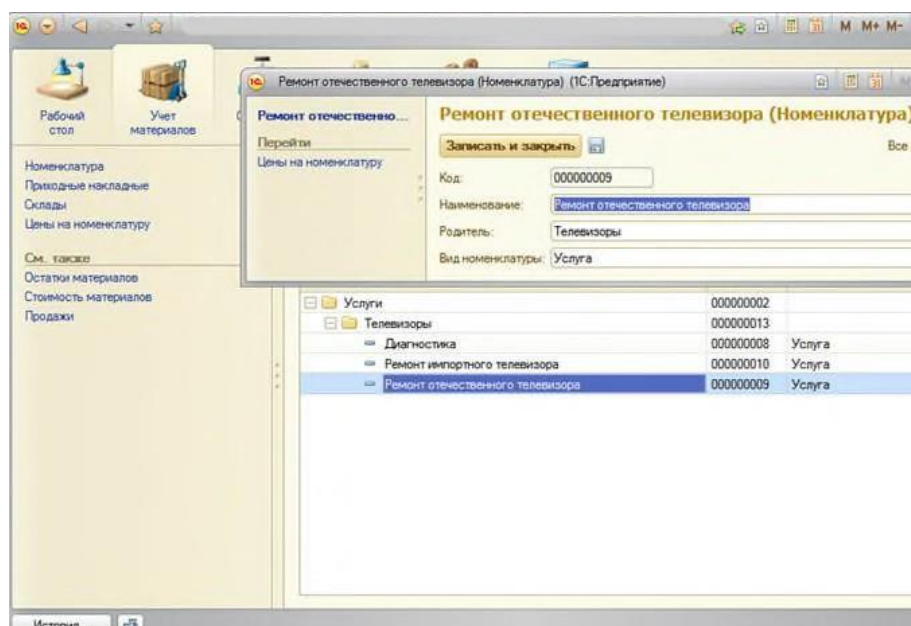 M M+ M-
Рабочий
стол
Учет
материалов
Номенклатура
Приходные накладные
Склады
Цены на номенклатуру
См. также
Остатки материалов
Стоимость материалов
Продажи
Ремонт отечественного телевизора (Номенклатура) (1С:Предприятие)
Ремонт отечественно...
Перейти
Цены на номенклатуру
Ремонт отечественного телевизора (Номенклатура)
Записать и закрыть
Все
Код: 000000009
Наименование: Ремонт отечественного телевизора
Родитель: Телевизоры
Вид номенклатуры: Услуга
Услуги 000000002
Телевизоры 000000013
Диагностика 000000008 Услуга
Ремонт импортного телевизора 000000010 Услуга
Ремонт отечественного телевизора 000000009 Услуга
История...